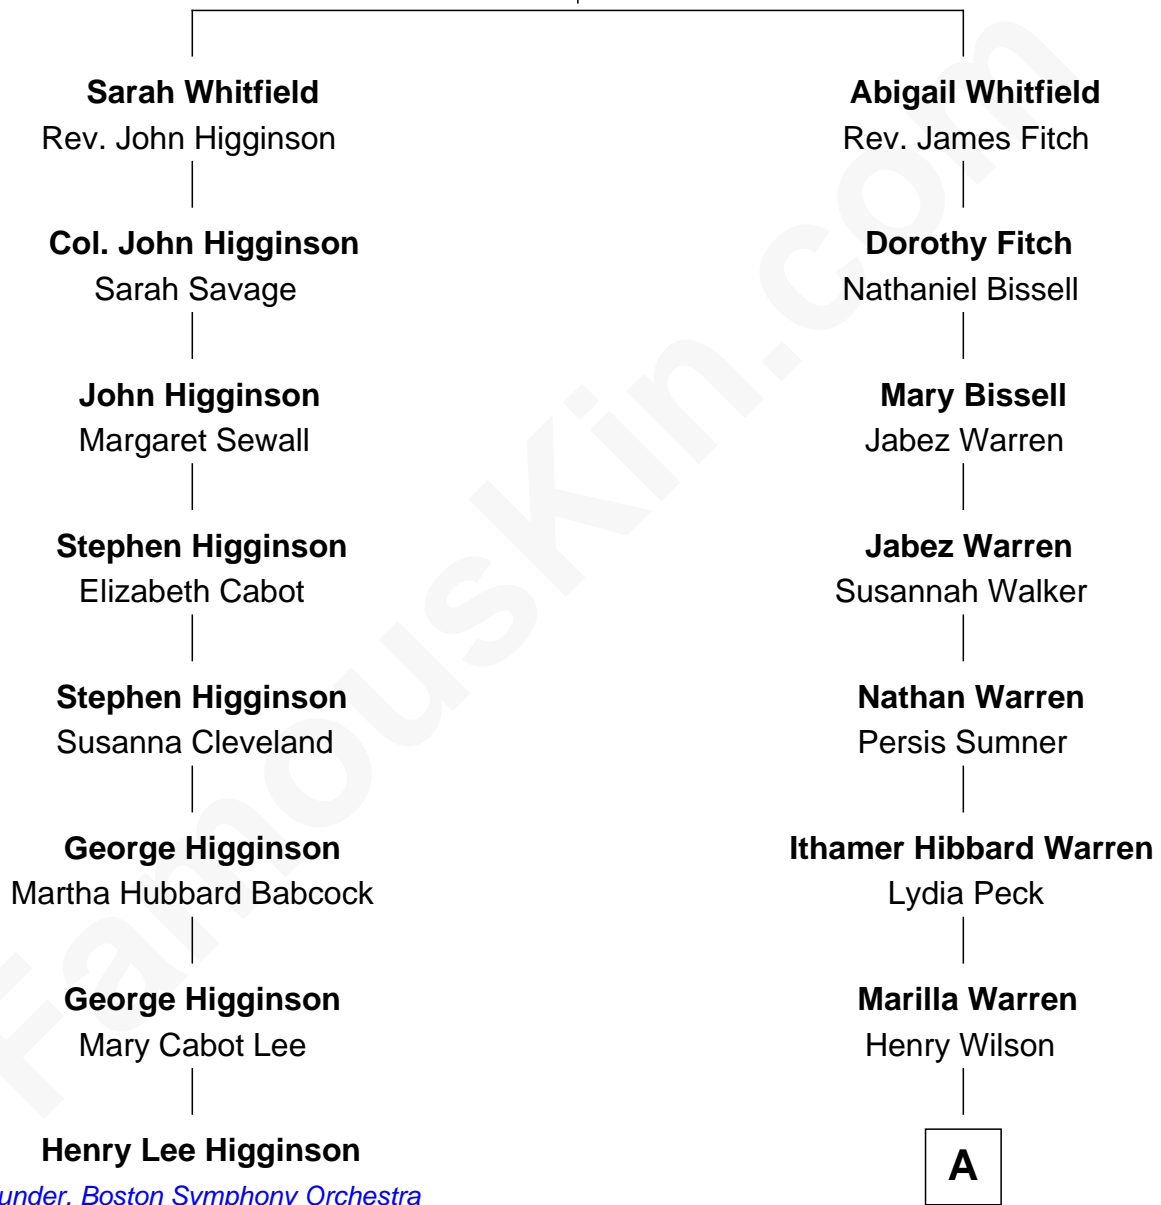 Sarah Whitfield
Rev. John Higginson
Col. John Higginson
Sarah Savage
John Higginson
Margaret Sewall
Stephen Higginson
Elizabeth Cabot
Stephen Higginson
Susanna Cleveland
George Higginson
Martha Hubbard Babcock
George Higginson
Mary Cabot Lee
Henry Lee Higginson
under, Boston Symphony Orchestra
Abigail Whitfield
Rev. James Fitch
Dorothy Fitch
Nathaniel Bissell
Mary Bissell
Jabez Warren
Jabez Warren
Susannah Walker
Nathan Warren
Persis Sumner
Ithamer Hibbard Warren
Lydia Peck
Marilla Warren
Henry Wilson
A
FamousKin.com